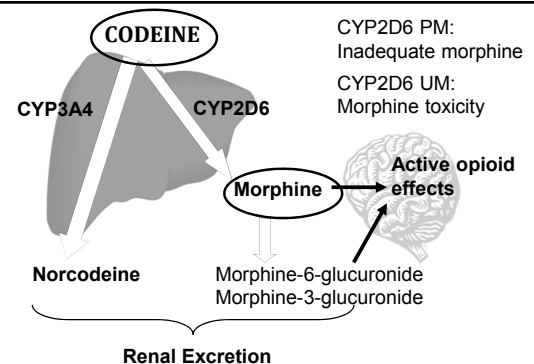 CODEINE
CYP2D6 PM:
Inadequate morphine
CYP2D6 UM:
Morphine toxicity
CYP3A4
CYP2D6
Active opioid
effects
Morphine
Norcodeine
Morphine-6-glucuronide
Morphine-3-glucuronide
Renal Excretion